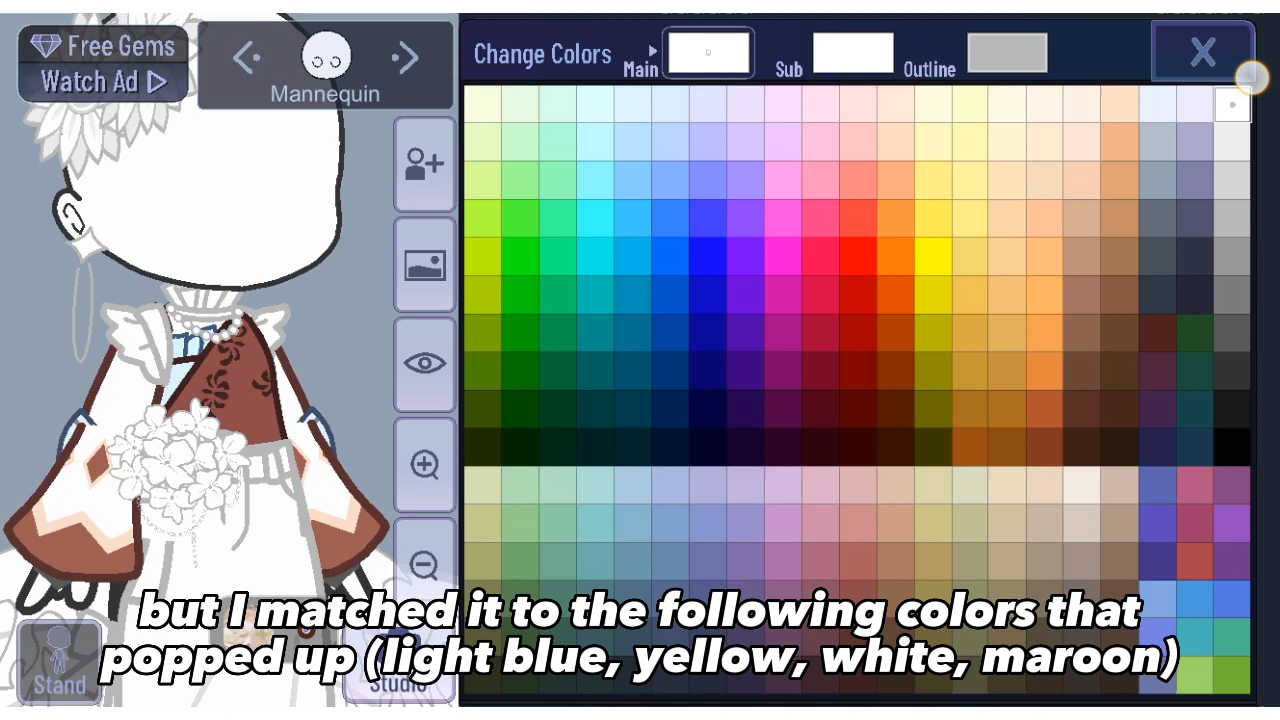 Free Gems
Watch Ad
Mannequin
Change Colors
Main
Sub
Outline
X
but I matched it to the following colors that
popped up (light blue, yellow, white, maroon)
Stand
Studio